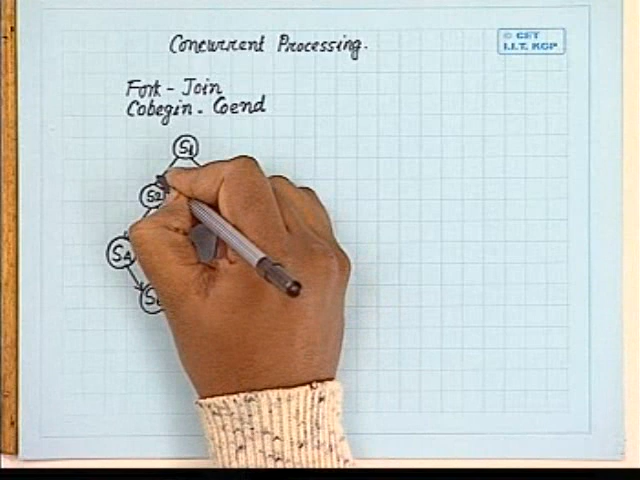 Concurrent Processing.
© CET
I.I.T. KGP
Fork - Join
Cobegin - Coend
S1
S2
S4